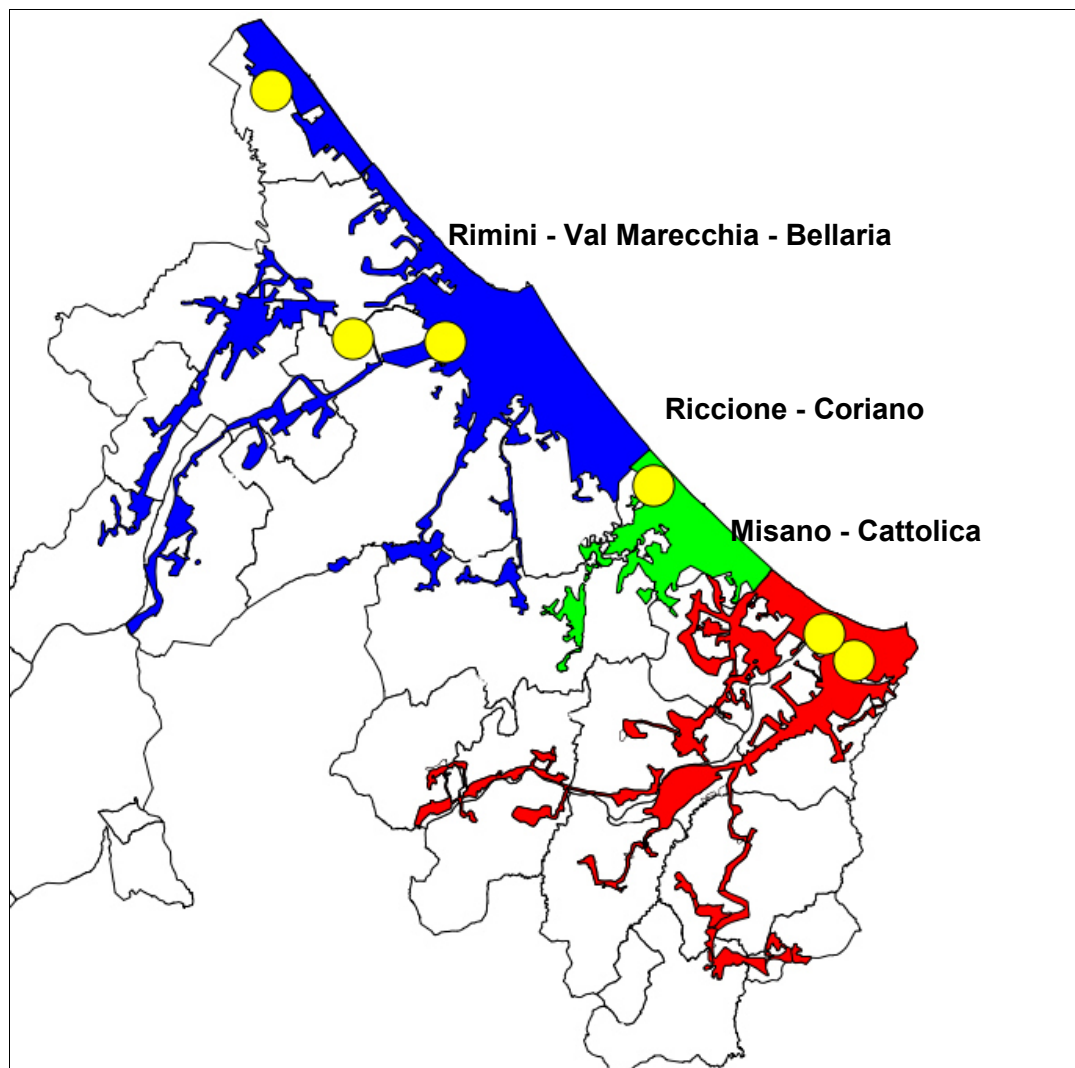 Rimini - Val Marecchia - Bellaria
Riccione - Coriano
Misano - Cattolica